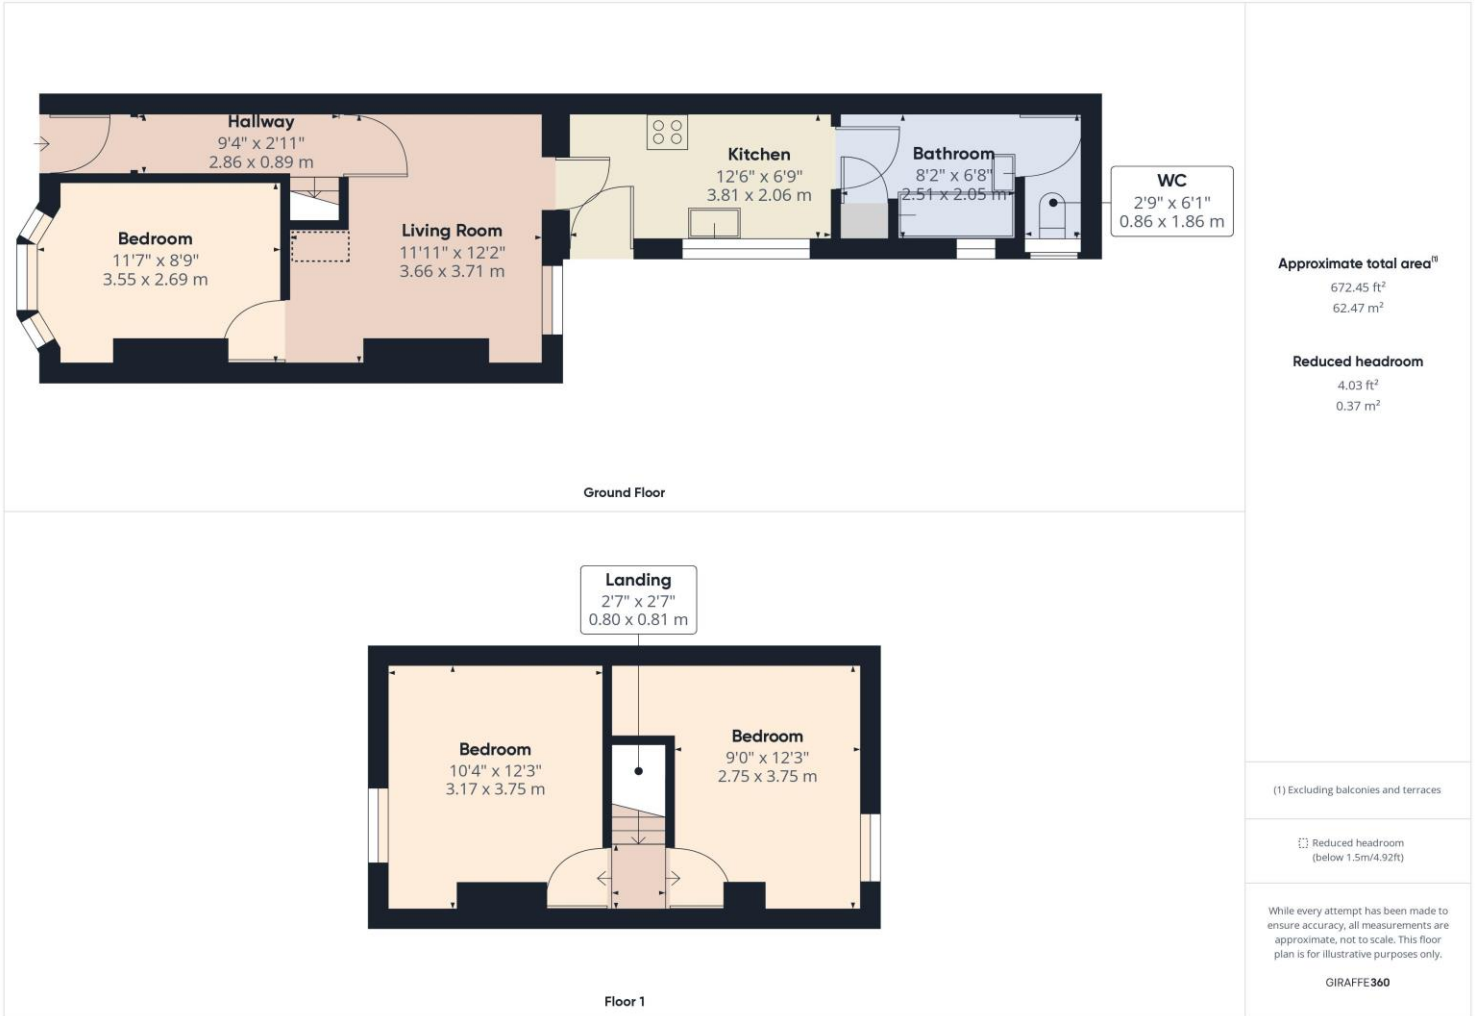 Hallway
9'4" x 2'11"
2.86 x 0.89 m
Bedroom
11'7" x 8'9"
3.55 x 2.69 m
Living Room
11'11" x 12'2"
3.66 x 3.71 m
Kitchen
12'6" x 6'9"
3.81 x 2.06 m
Bathroom
8'2" x 6'8"
2.51 x 2.05 m
WC
2'9" x 6'1"
0.86 x 1.86 m
Ground Floor
Landing
2'7" x 2'7"
0.80 x 0.81 m
Bedroom
10'4" x 12'3"
3.17 x 3.75 m
Bedroom
9'0" x 12'3"
2.75 x 3.75 m
Floor 1
Approximate total area(1)
672.45 ft²
62.47 m²
Reduced headroom
4.03 ft²
0.37 m²
(1) Excluding balconies and terraces
Reduced headroom
(below 1.5m/4.92ft)
While every attempt has been made to
ensure accuracy, all measurements are
approximate, not to scale. This floor
plan is for illustrative purposes only.
GIRAFFE360